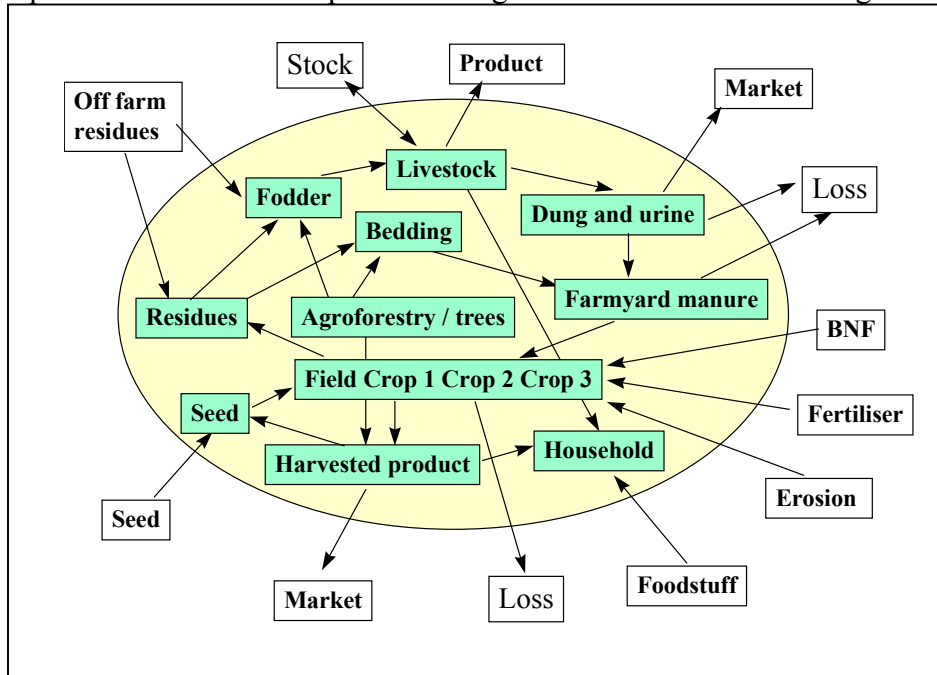 Stock
Product
Off farm
residues
Market
Livestock
Loss
Fodder
Dung and urine
Bedding
Farmyard manure
Residues
Agroforestry / trees
BNF
Field Crop 1 Crop 2 Crop 3
Seed
Fertiliser
Household
Harvested product
Erosion
Seed
Foodstuff
Market
Loss